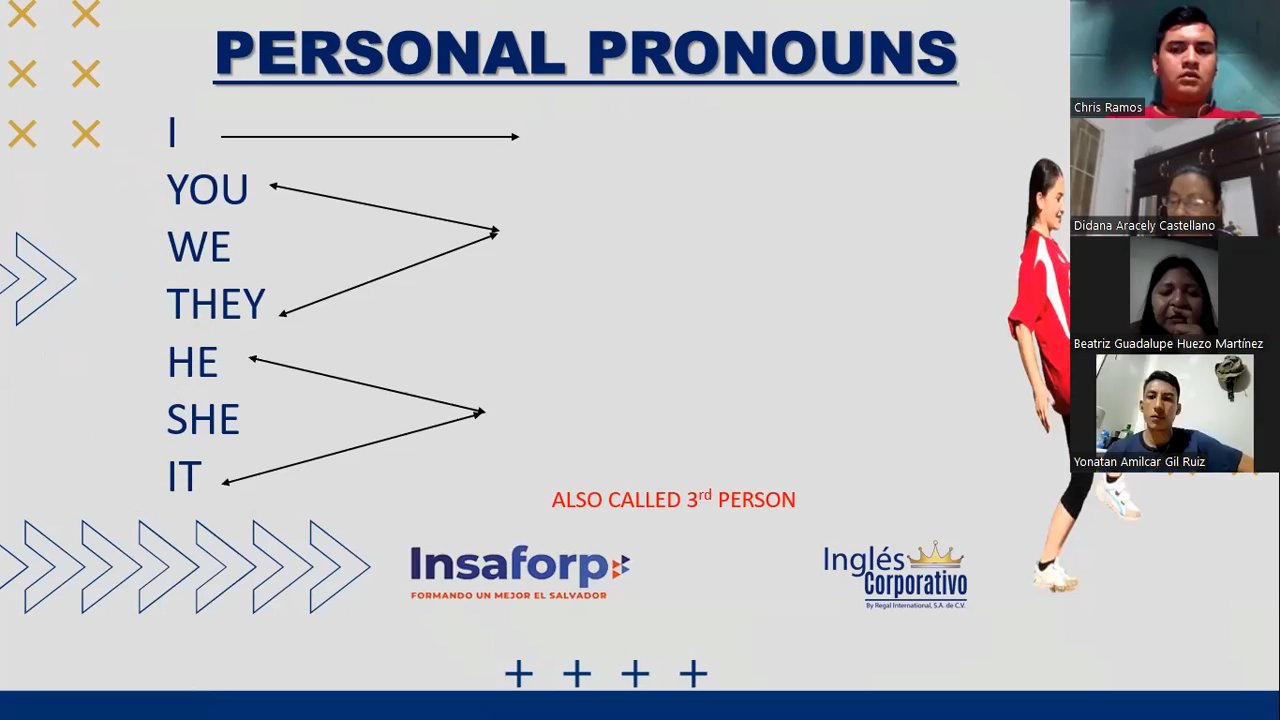 PERSONAL PRONOUNS
I
YOU
WE
THEY
HE
SHE
IT
ALSO CALLED 3rd PERSON
Insaforp
FORMANDO UN MEJOR EL SALVADOR
Inglés
Corporativo
By Regal International, S.A. de C.V.
Chris Ramos
Didana Aracely Castellano
Beatriz Guadalupe Huezo Martínez
Yonatan Amilcar Gil Ruiz